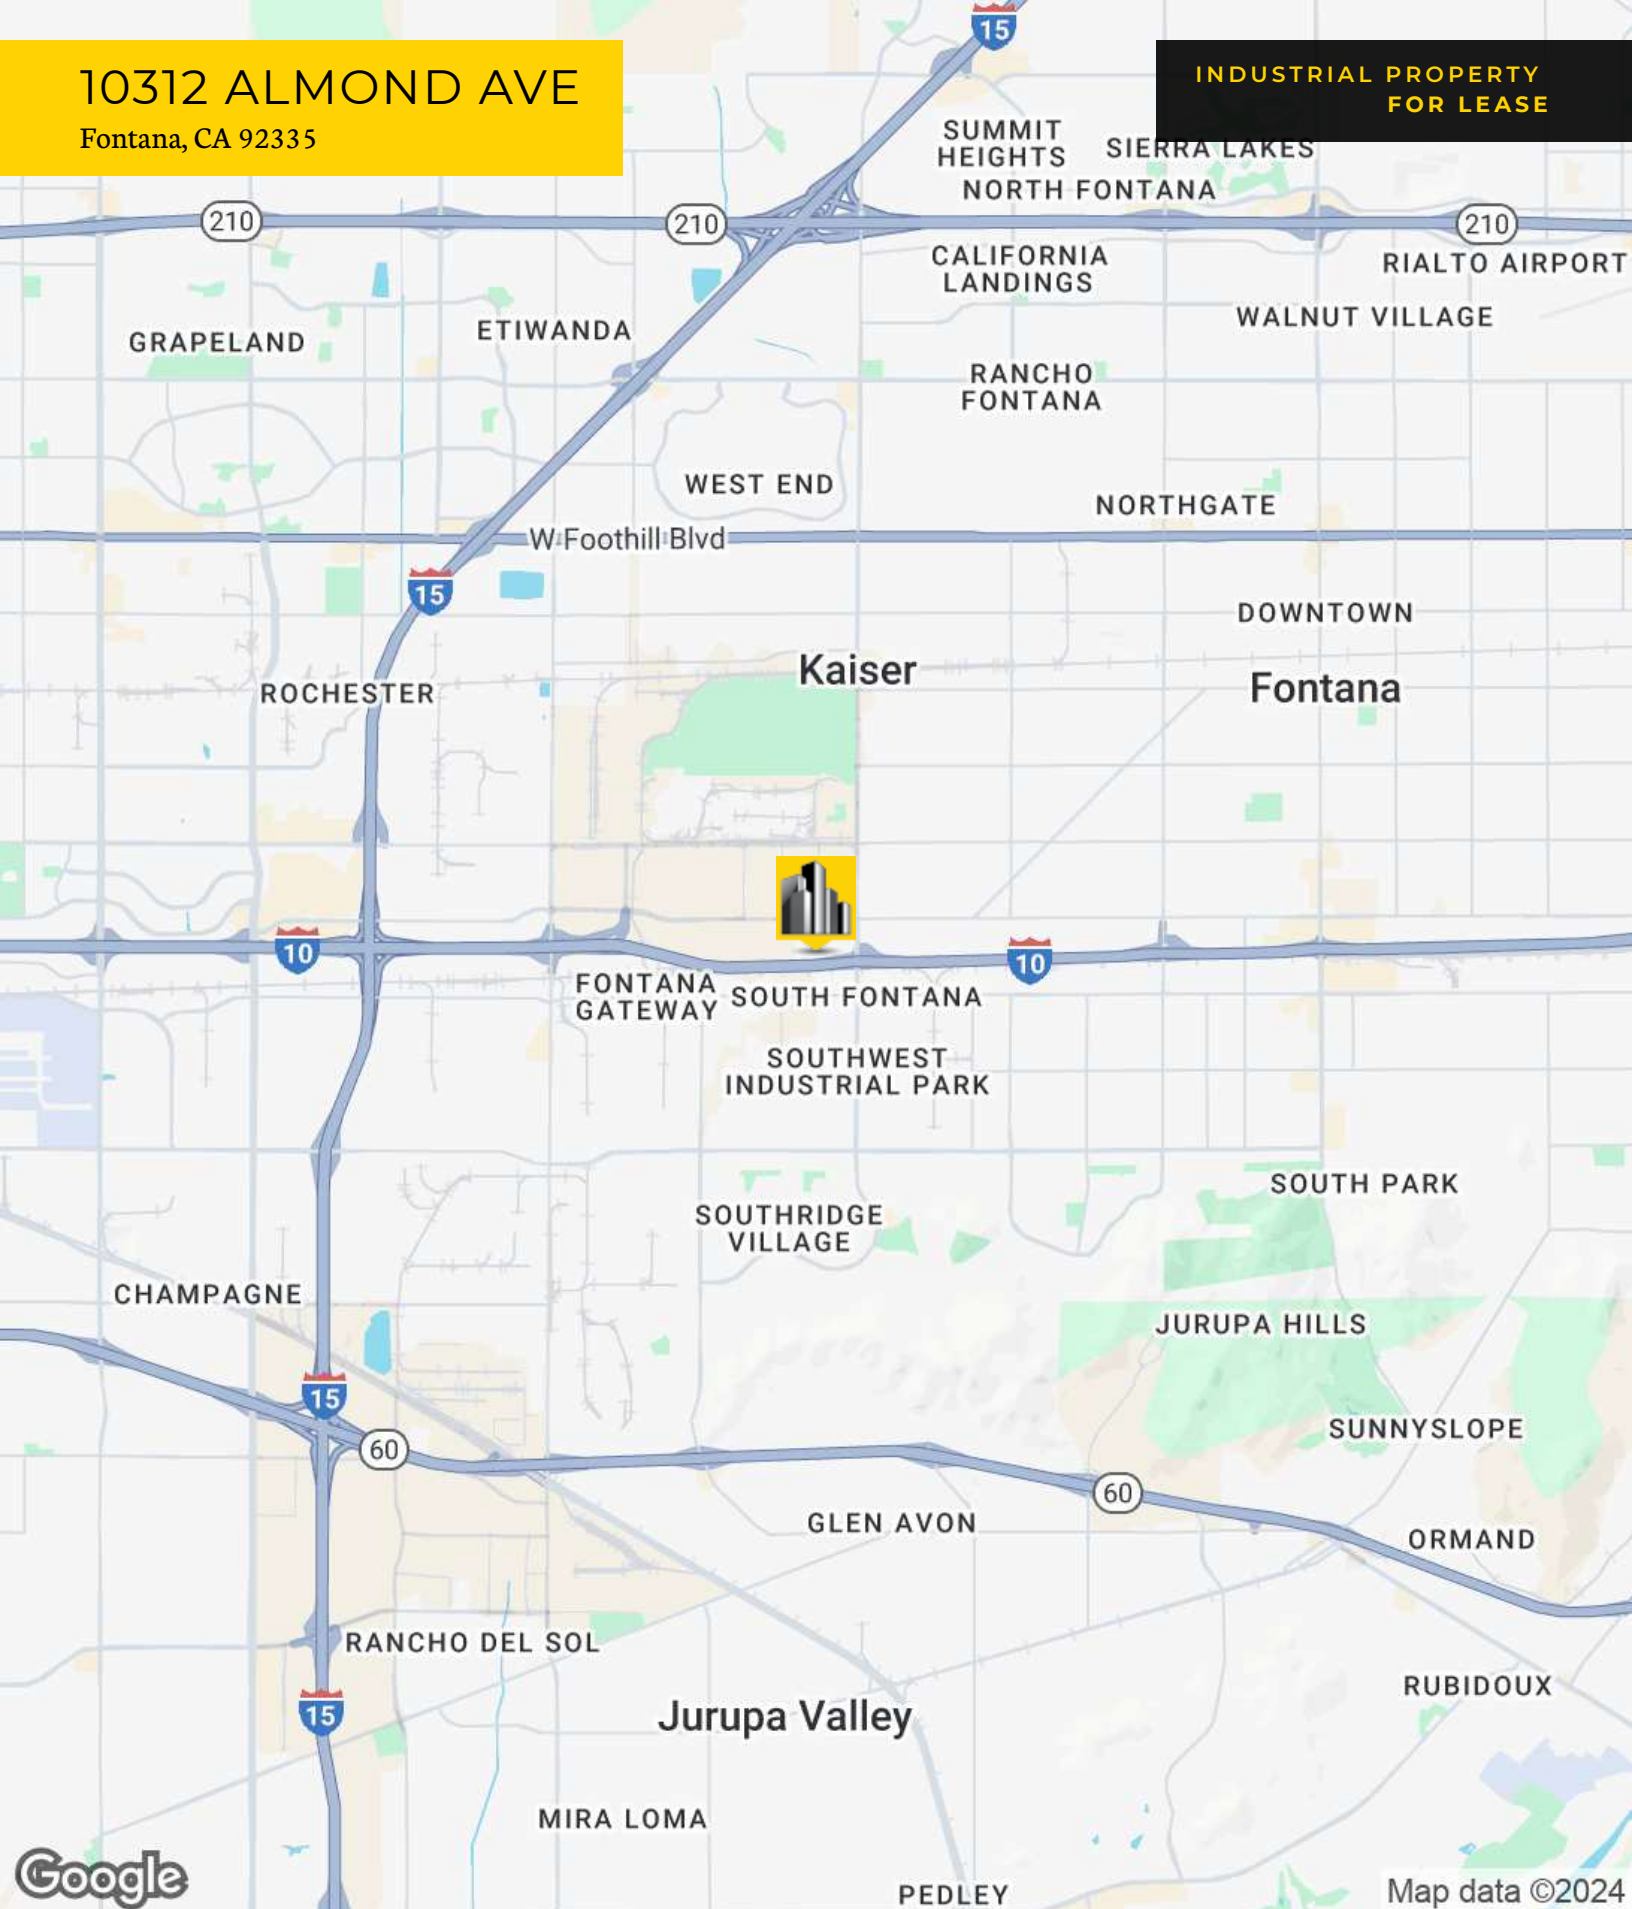 10312 ALMOND AVE
Fontana, CA 92335
INDUSTRIAL PROPERTY
FOR LEASE
15
SUMMIT
HEIGHTS
SIERRA LAKES
NORTH FONTANA
210
210
210
CALIFORNIA
LANDINGS
RIALTO AIRPORT
WALNUT VILLAGE
ETIWANDA
GRAPELAND
RANCHO
FONTANA
WEST END
NORTHGATE
W Foothill Blvd
15
DOWNTOWN
Kaiser
Fontana
ROCHESTER
10
10
FONTANA
GATEWAY
SOUTH FONTANA
SOUTHWEST
INDUSTRIAL PARK
SOUTH PARK
SOUTHRIDGE
VILLAGE
CHAMPAGNE
JURUPA HILLS
15
SUNNYSLOPE
60
60
GLEN AVON
ORMAND
RANCHO DEL SOL
RUBIDOUX
15
Jurupa Valley
MIRA LOMA
Google
PEDLEY
Map data ©2024